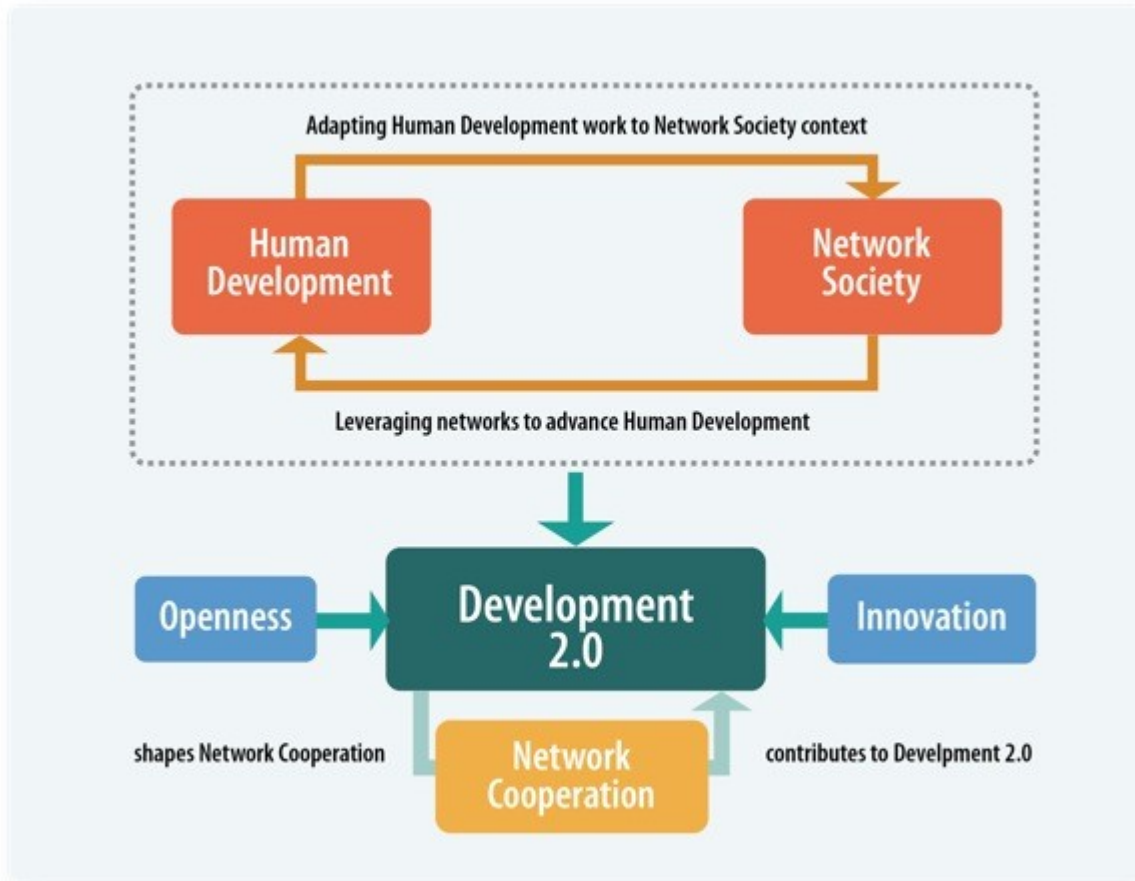 Adapting Human Development work to Network Society context
Human
Development
Network
Society
Leveraging networks to advance Human Development
Openness
Development
2.0
Innovation
shapes Network Cooperation
Network
Cooperation
contributes to Develpment 2.0